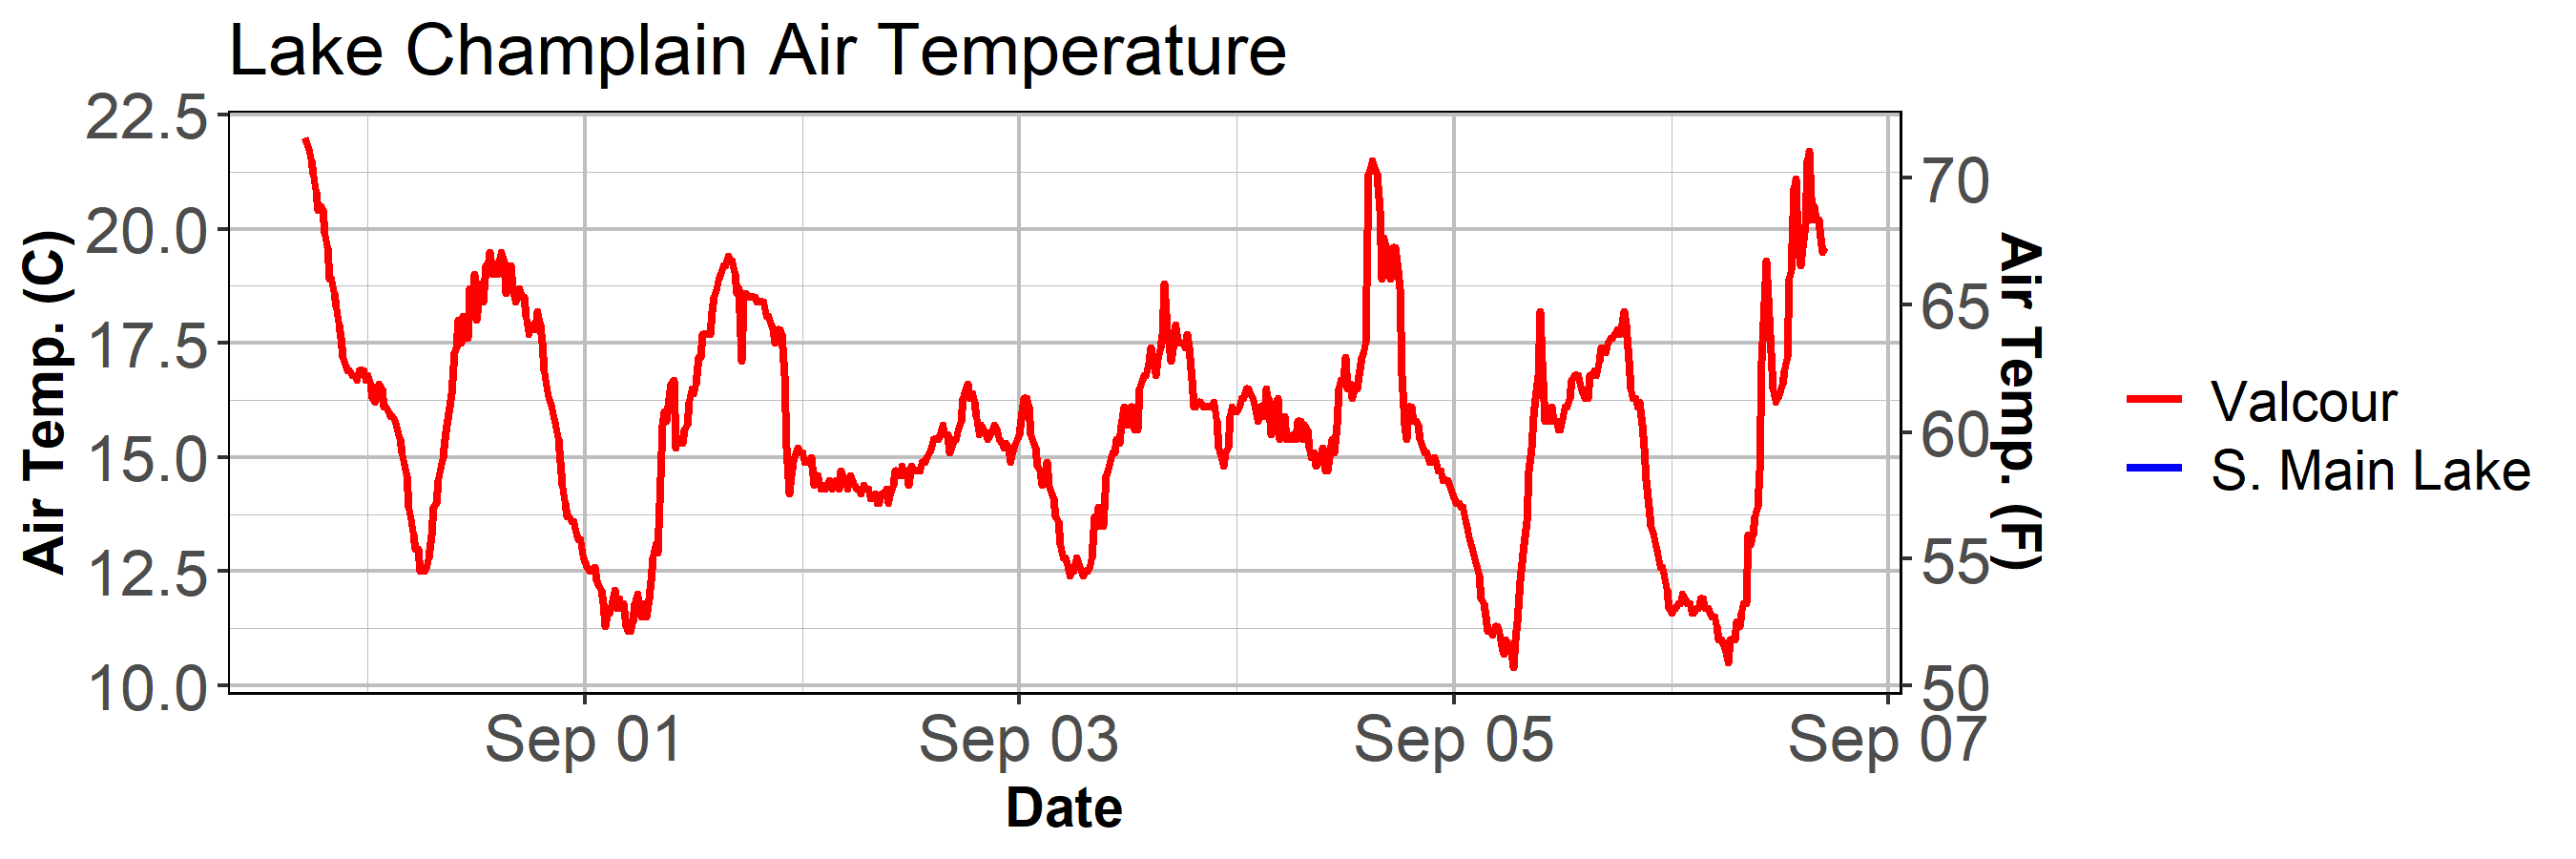 Lake Champlain Air Temperature
22.5
20.0
17.5
15.0
12.5
10.0
Air Temp. (C)
70
65
60
55
50
Air Temp. (F)
Sep 01
Sep 03
Sep 05
Sep 07
Date
Valcour
S. Main Lake